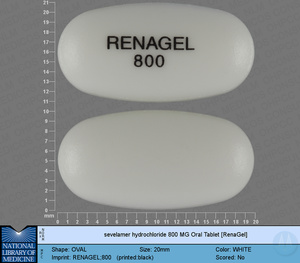 RENAGEL
800
mm
sevelamer hydrochloride 800 MG Oral Tablet [RenaGel]
NATIONAL
LIBRARY OF
MEDICINE
Shape: OVAL Size: 20mm Color: WHITE
Imprint: RENAGEL;800 (printed:black) Scored: No